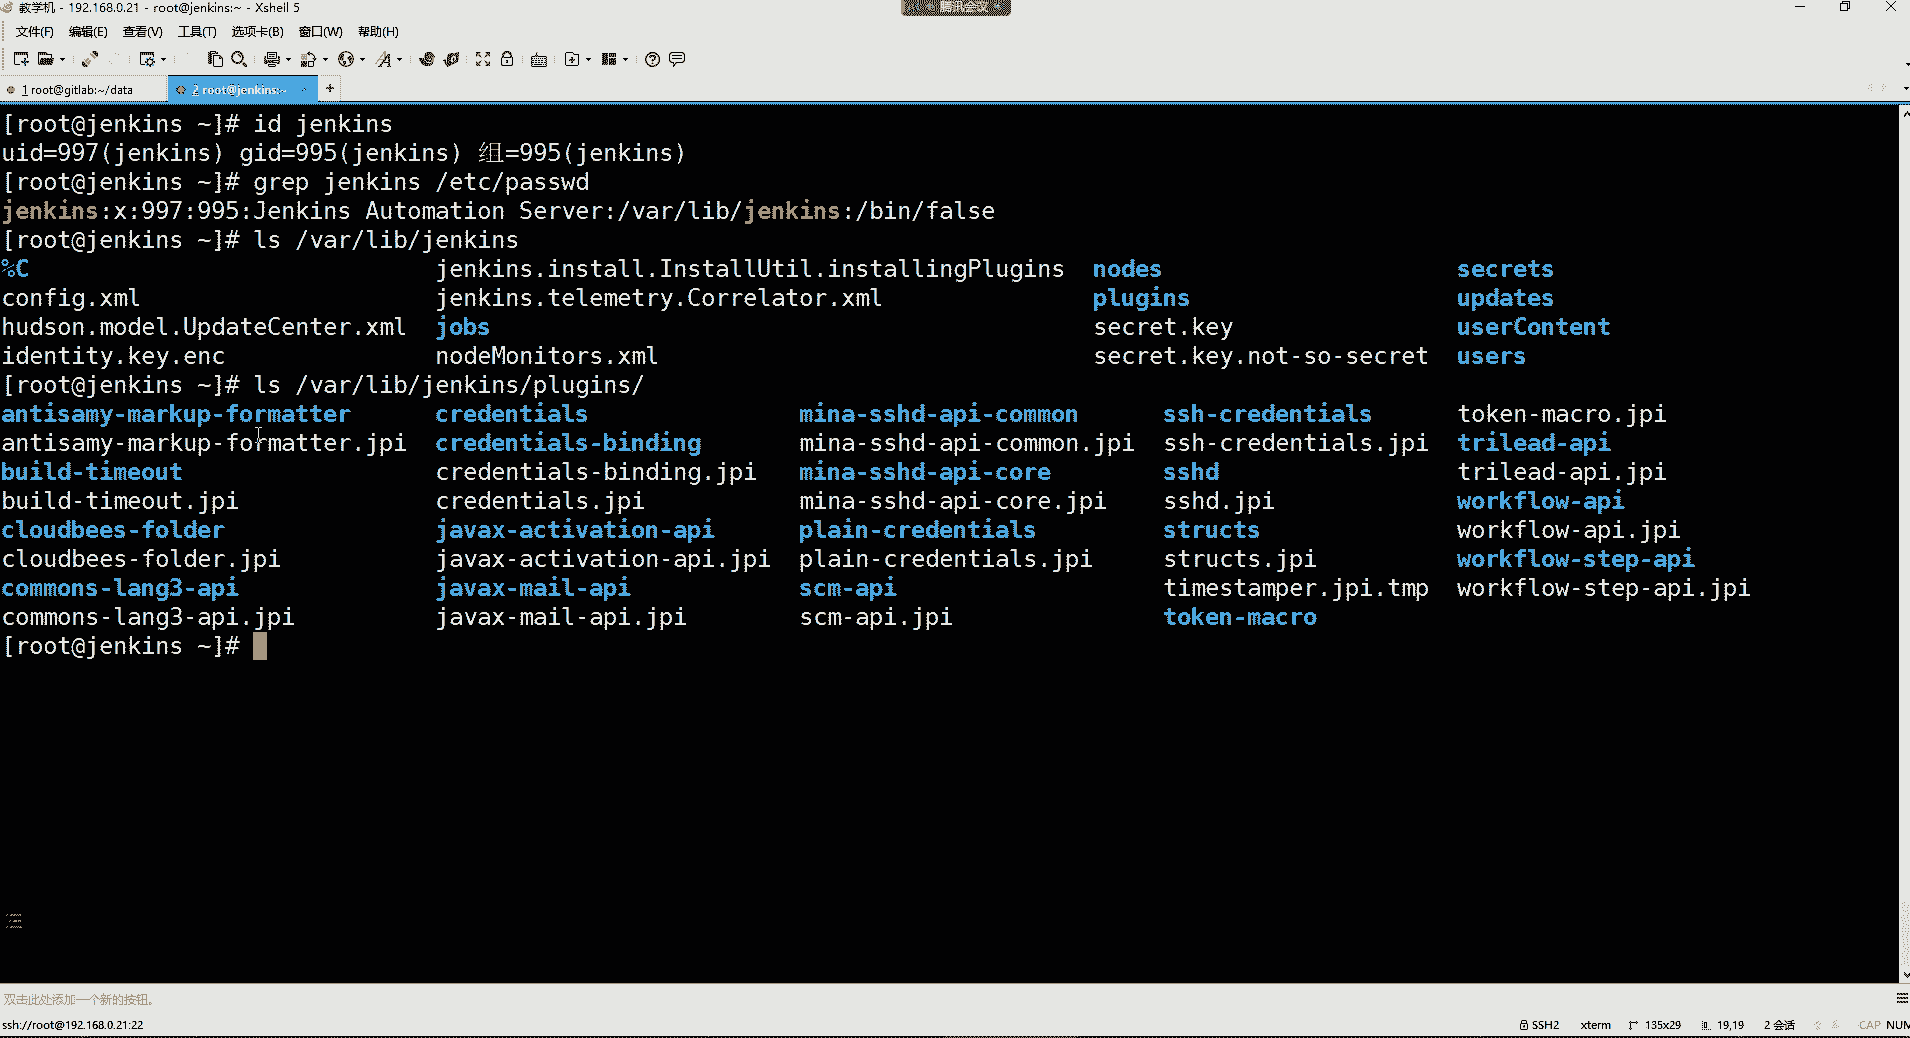 教学机 - 192.168.0.21 - root@jenkins:~ - Xshell 5
腾讯会议
文件(F) 编辑(E) 查看(V) 工具(T) 选项卡(B) 窗口(W) 帮助(H)
1 root@gitlab:~/data 2 root@jenkins:~ +
[root@jenkins ~]# id jenkins
uid=997(jenkins) gid=995(jenkins) 组=995(jenkins)
[root@jenkins ~]# grep jenkins /etc/passwd
jenkins:x:997:995:Jenkins Automation Server:/var/lib/jenkins:/bin/false
[root@jenkins ~]# ls /var/lib/jenkins
%C jenkins.install.InstallUtil.installingPlugins nodes secrets
config.xml jenkins.telemetry.Correlator.xml plugins updates
hudson.model.UpdateCenter.xml jobs secret.key userContent
identity.key.enc nodeMonitors.xml secret.key.not-so-secret users
[root@jenkins ~]# ls /var/lib/jenkins/plugins/
antisamy-markup-formatter credentials mina-sshd-api-common ssh-credentials token-macro.jpi
antisamy-markup-formatter.jpi credentials-binding mina-sshd-api-common.jpi ssh-credentials.jpi trilead-api
build-timeout credentials-binding.jpi mina-sshd-api-core sshd trilead-api.jpi
build-timeout.jpi credentials.jpi mina-sshd-api-core.jpi sshd.jpi workflow-api
cloudbees-folder javax-activation-api plain-credentials structs workflow-api.jpi
cloudbees-folder.jpi javax-activation-api.jpi plain-credentials.jpi structs.jpi workflow-step-api
commons-lang3-api javax-mail-api scm-api timestamper.jpi.tmp workflow-step-api.jpi
commons-lang3-api.jpi javax-mail-api.jpi scm-api.jpi token-macro
[root@jenkins ~]#
双击此处添加一个新的按钮。
ssh://root@192.168.0.21:22 SSH2 xterm 135x29 19,19 2 会话 CAP NUM